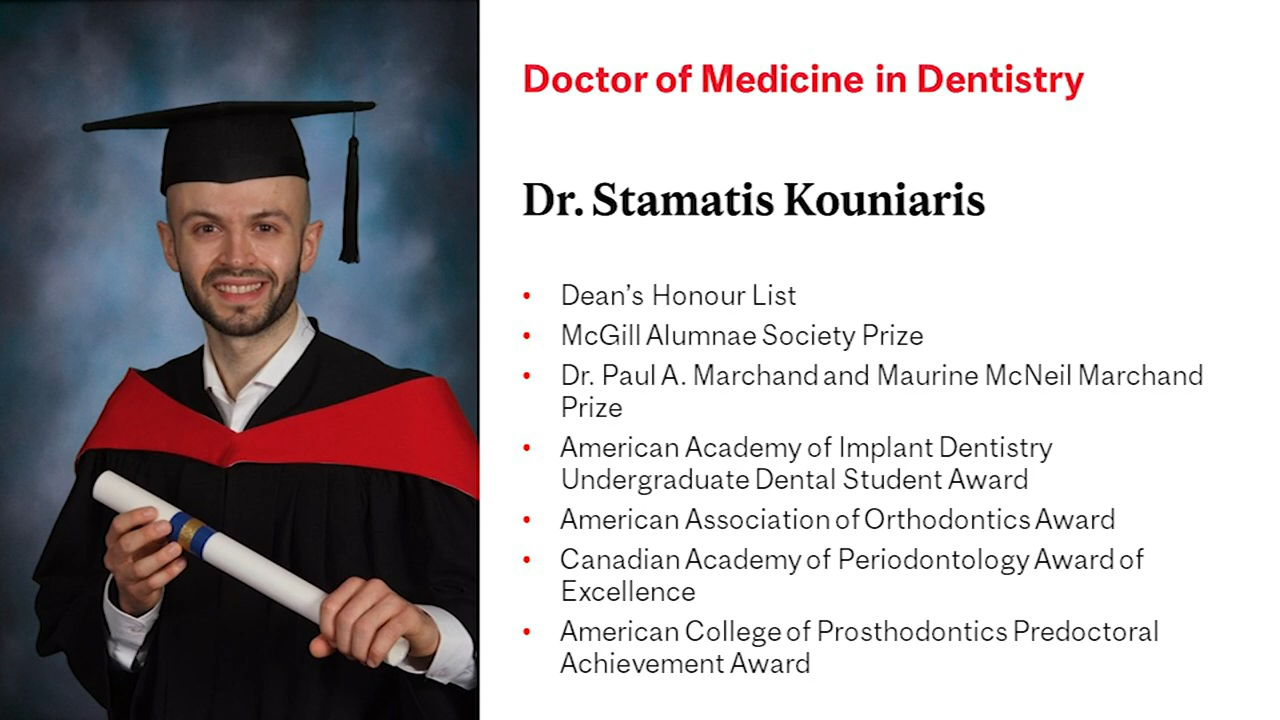 Doctor of Medicine in Dentistry
Dr. Stamatis Kouniaris
• Dean’s Honour List
• McGill Alumnae Society Prize
• Dr. Paul A. Marchand and Maurine McNeil Marchand
Prize
• American Academy of Implant Dentistry
Undergraduate Dental Student Award
• American Association of Orthodontics Award
• Canadian Academy of Periodontology Award of
Excellence
• American College of Prosthodontics Predoctoral
Achievement Award